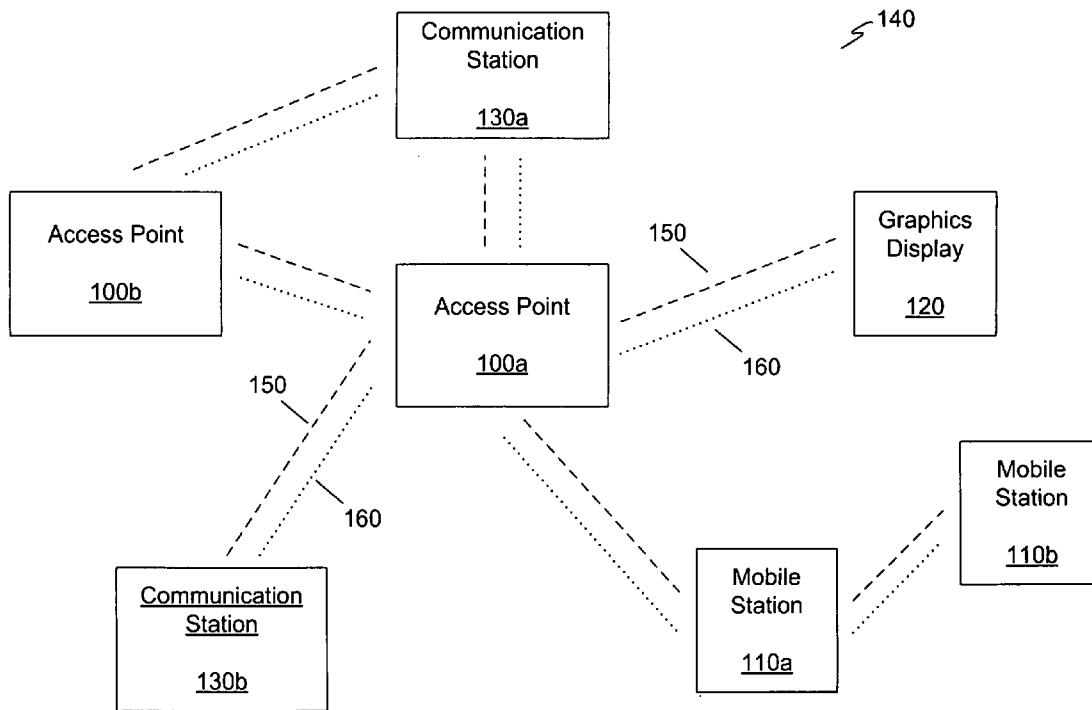 140
Communication
Station
130a
Access Point
100b
150
Graphics
Display
120
Access Point
100a
160
150
160
Mobile
Station
110b
Communication
Station
130b
Mobile
Station
110a